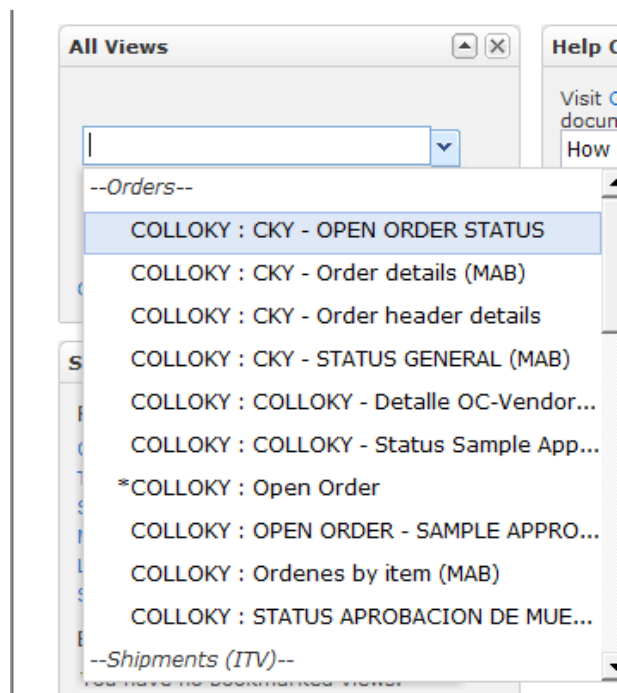 All Views
Help
Visit
docum
How
--Orders--
COLLOKY : CKY - OPEN ORDER STATUS
COLLOKY : CKY - Order details (MAB)
COLLOKY : CKY - Order header details
COLLOKY : CKY - STATUS GENERAL (MAB)
COLLOKY : COLLOKY - Detalle OC-Vendor...
COLLOKY : COLLOKY - Status Sample App...
*COLLOKY : Open Order
COLLOKY : OPEN ORDER - SAMPLE APPRO...
COLLOKY : Ordenes by item (MAB)
COLLOKY : STATUS APROBACION DE MUE...
--Shipments (ITV)--
You have no bookmarked views.